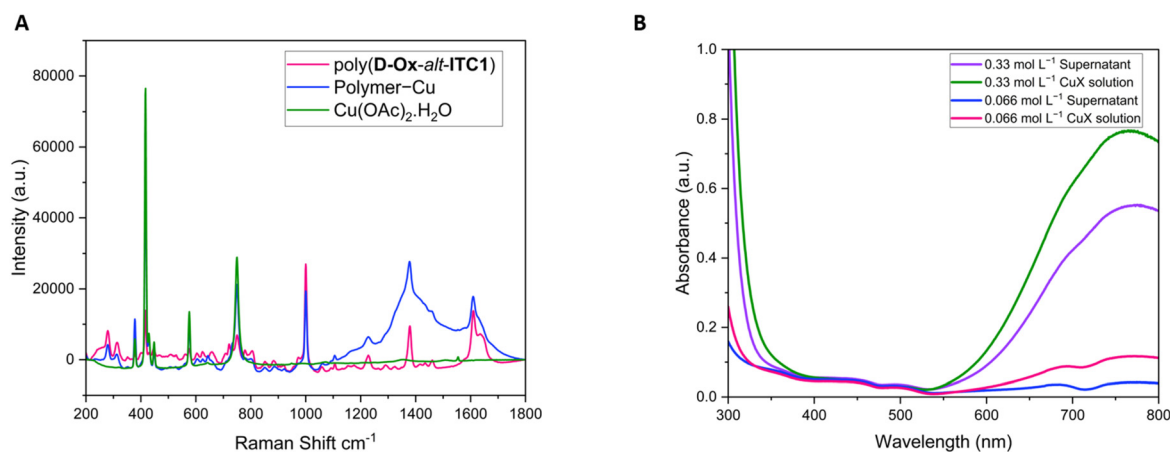 A
poly(D-Ox-alt-ITC1)
Polymer−Cu
Cu(OAc)₂.H₂O
80000
60000
40000
20000
0
Intensity (a.u.)
200 400 600 800 1000 1200 1400 1600 1800
Raman Shift cm⁻¹
B
0.33 mol L⁻¹ Supernatant
0.33 mol L⁻¹ CuX solution
0.066 mol L⁻¹ Supernatant
0.066 mol L⁻¹ CuX solution
1.0
0.8
0.6
0.4
0.2
0.0
Absorbance (a.u.)
300 400 500 600 700 800
Wavelength (nm)